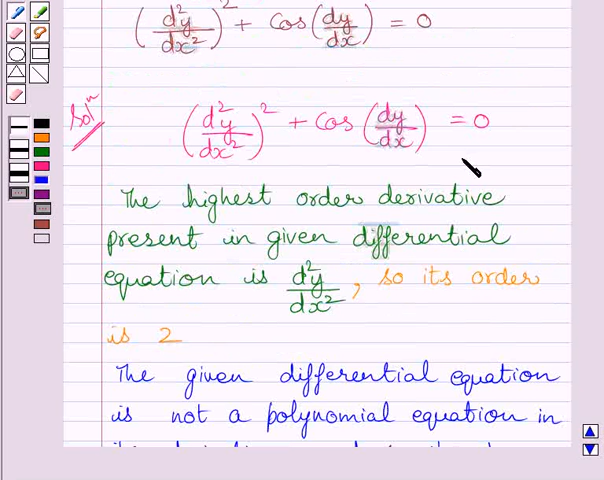 (d²y/dx²)² + cos(dy/dx) = 0
Solⁿ (d²y/dx²)² + cos(dy/dx) = 0
The highest order derivative
present in given differential
equation is d²y/dx², so its order
is 2
The given differential equation
is not a polynomial equation in